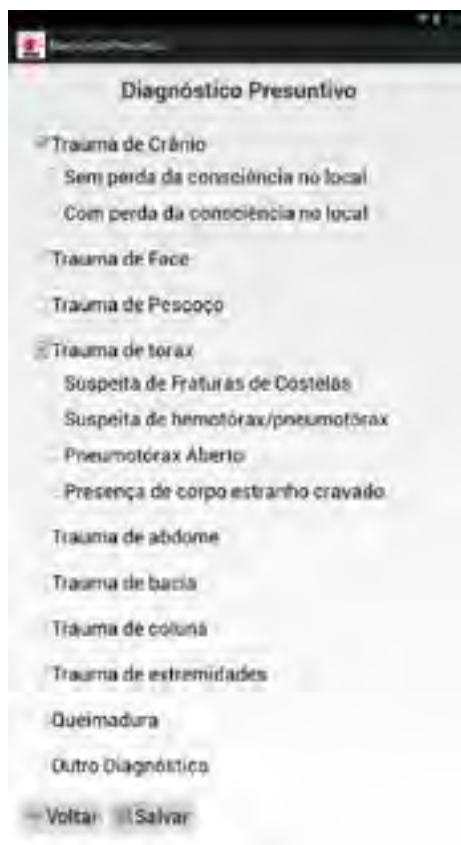 Diagnóstico Presuntivo
Trauma de Crânio
Sem perda da consciência no local
Com perda da consciência no local
Trauma de Face
Trauma de Pescoço
Trauma de torax
Suspeita de Fraturas de Costelas
Suspeita de hemotórax/pneumotórax
Pneumotórax Aberto
Presença de corpo estranho cravado
Trauma de abdome
Trauma de bacia
Trauma de coluna
Trauma de extremidades
Queimadura
Outro Diagnóstico
Voltar Salvar